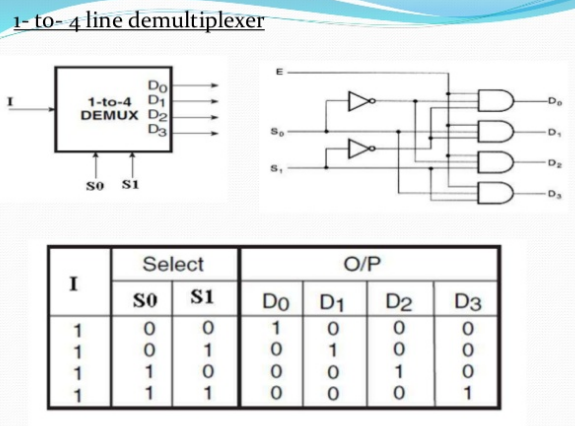 1- to- 4 line demultiplexer
I
1-to-4
DEMUX
D0
D1
D2
D3
S0 S1
E
S0
S1
D0
D1
D2
D3
I Select O/P
S0 S1 D0 D1 D2 D3
1 0 0 1 0 0 0
1 0 1 0 1 0 0
1 1 0 0 0 1 0
1 1 1 0 0 0 1